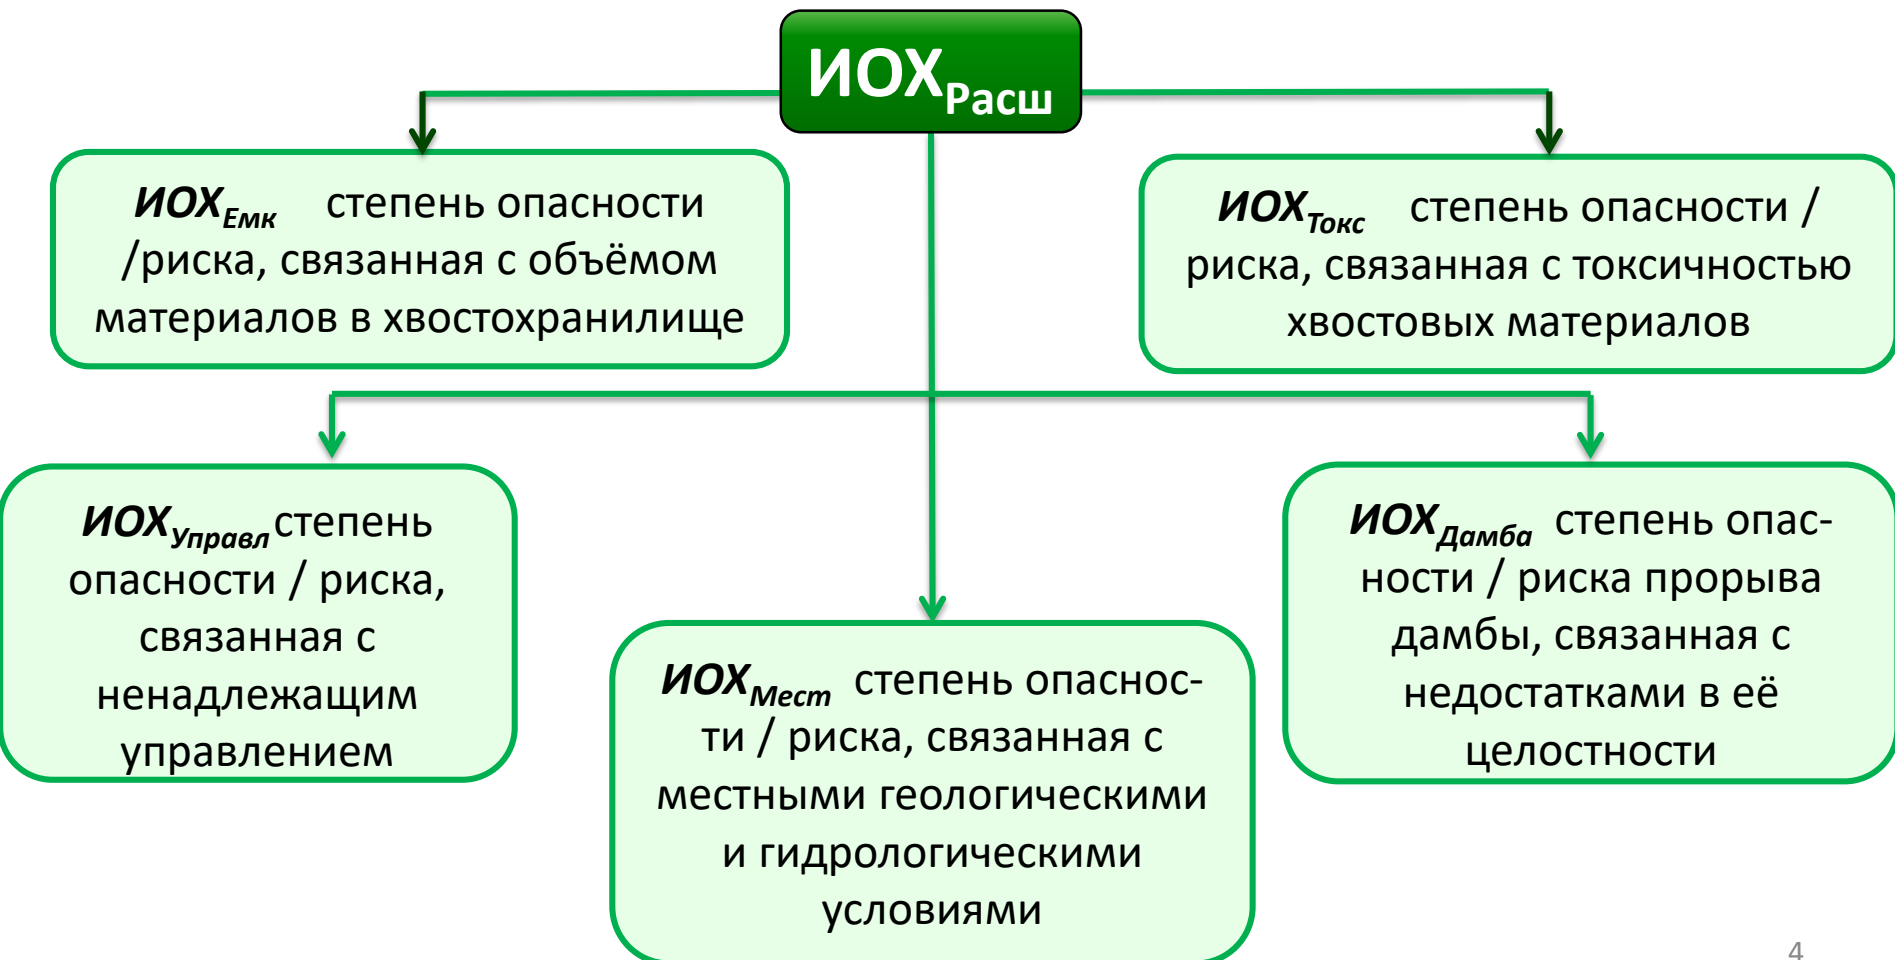 ИОХРасш
ИОХЕмк степень опасности
/риска, связанная с объёмом
материалов в хвостохранилище
ИОХТокс степень опасности /
риска, связанная с токсичностью
хвостовых материалов
ИОХУправл степень
опасности / риска,
связанная с
ненадлежащим
управлением
ИОХМест степень опаснос-
ти / риска, связанная с
местными геологическими
и гидрологическими
условиями
ИОХДамба степень опас-
ности / риска прорыва
дамбы, связанная с
недостатками в её
целостности
4